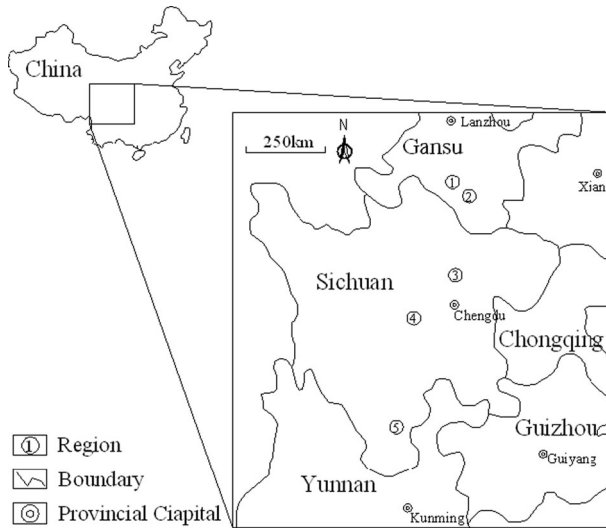 China
250km
N
Lanzhou
Gansu
Xian
1
2
Sichuan
3
Chengdu
4
Chongqing
5
Guizhou
Guiyang
Yunnan
Kunming
1 Region
Boundary
Provincial Ciapital